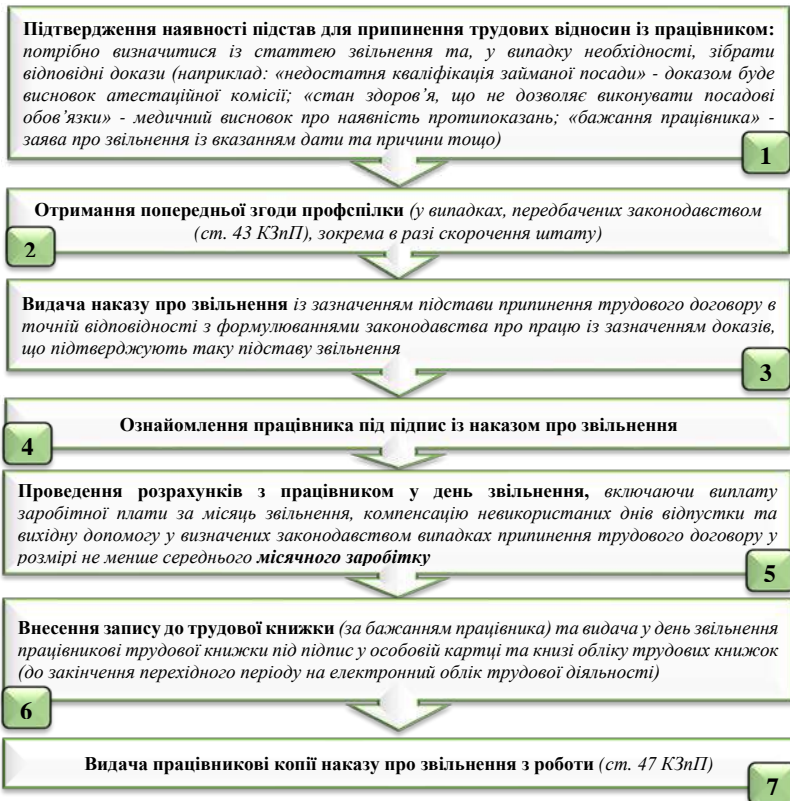 Підтвердження наявності підстав для припинення трудових відносин із працівником:
потрібно визначитися із статтею звільнення та, у випадку необхідності, зібрати
відповідні докази (наприклад: «недостатня кваліфікація займаної посади» - доказом буде
висновок атестаційної комісії; «стан здоров’я, що не дозволяє виконувати посадові
обов’язки» - медичний висновок про наявність протипоказань; «бажання працівника» -
заява про звільнення із вказанням дати та причини тощо)
1
Отримання попередньої згоди профспілки (у випадках, передбачених законодавством
(ст. 43 КЗпП), зокрема в разі скорочення штату)
2
Видача наказу про звільнення із зазначенням підстави припинення трудового договору в
точній відповідності з формулюваннями законодавства про працю із зазначенням доказів,
що підтверджують таку підставу звільнення
3
Ознайомлення працівника під підпис із наказом про звільнення
4
Проведення розрахунків з працівником у день звільнення, включаючи виплату
заробітної плати за місяць звільнення, компенсацію невикористаних днів відпустки та
вихідну допомогу у визначених законодавством випадках припинення трудового договору у
розмірі не менше середнього місячного заробітку
5
Внесення запису до трудової книжки (за бажанням працівника) та видача у день звільнення
працівникові трудової книжки під підпис у особовій картці та книзі обліку трудових книжок
(до закінчення перехідного періоду на електронний облік трудової діяльності)
6
Видача працівникові копії наказу про звільнення з роботи (ст. 47 КЗпП)
7